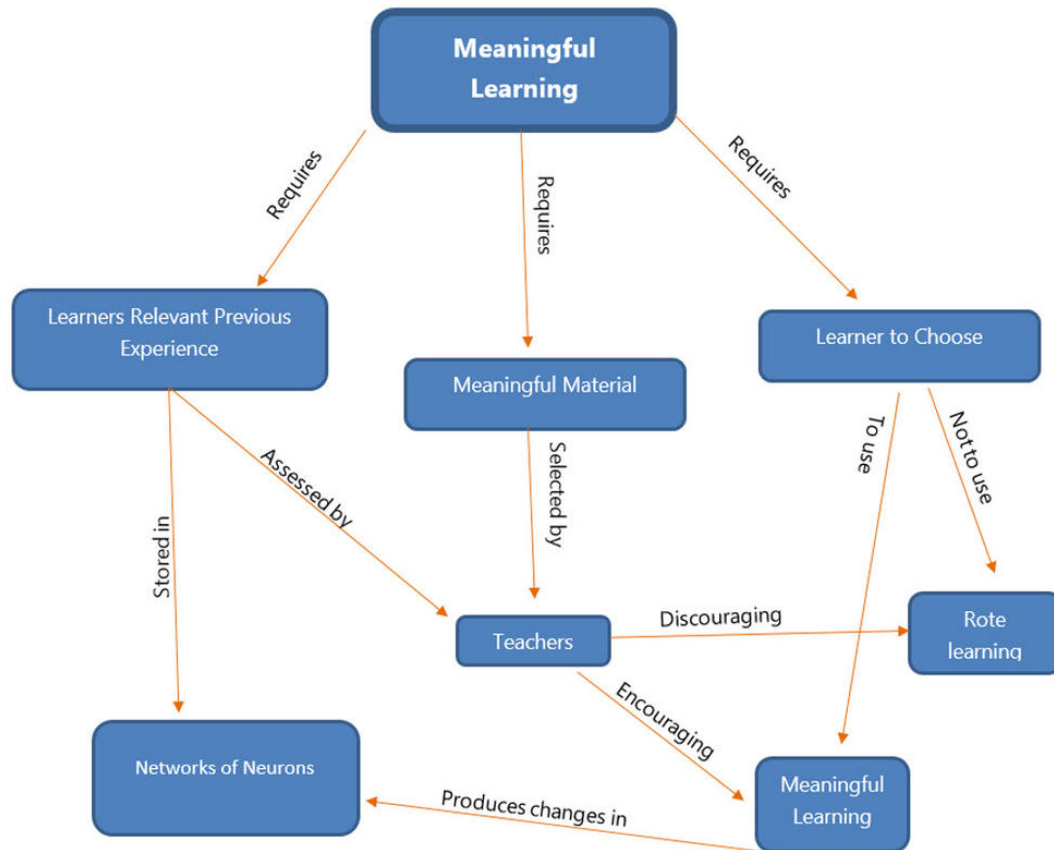 Meaningful
Learning
Requires
Requires
Requires
Learners Relevant Previous
Experience
Meaningful Material
Learner to Choose
Stored in
Assessed by
Selected by
To use
Not to use
Teachers
Discouraging
Rote
learning
Encouraging
Networks of Neurons
Meaningful
Learning
Produces changes in